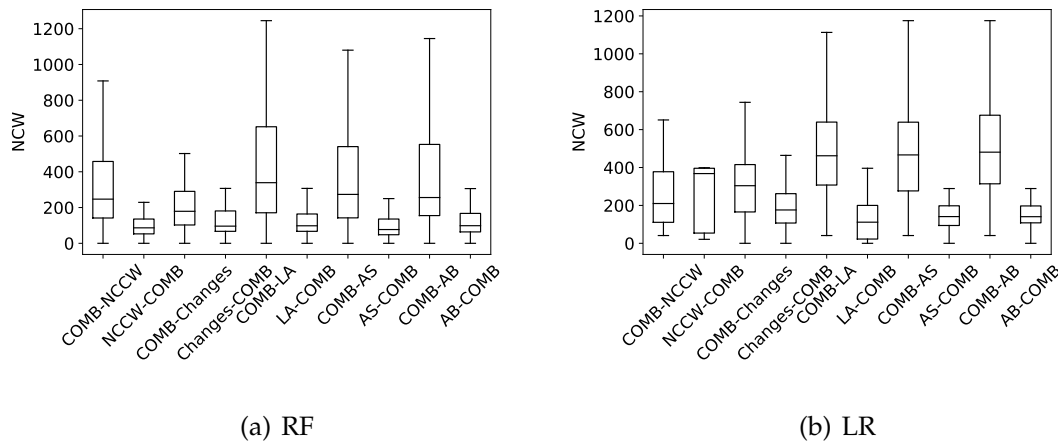 NCW
1200
1000
800
600
400
200
0
COMB-NCCW
NCCW-COMB
COMB-Changes
Changes-COMB
COMB-LA
LA-COMB
COMB-AS
AS-COMB
COMB-AB
AB-COMB
(a) RF
NCW
1200
1000
800
600
400
200
0
COMB-NCCW
NCCW-COMB
COMB-Changes
Changes-COMB
COMB-LA
LA-COMB
COMB-AS
AS-COMB
COMB-AB
AB-COMB
(b) LR